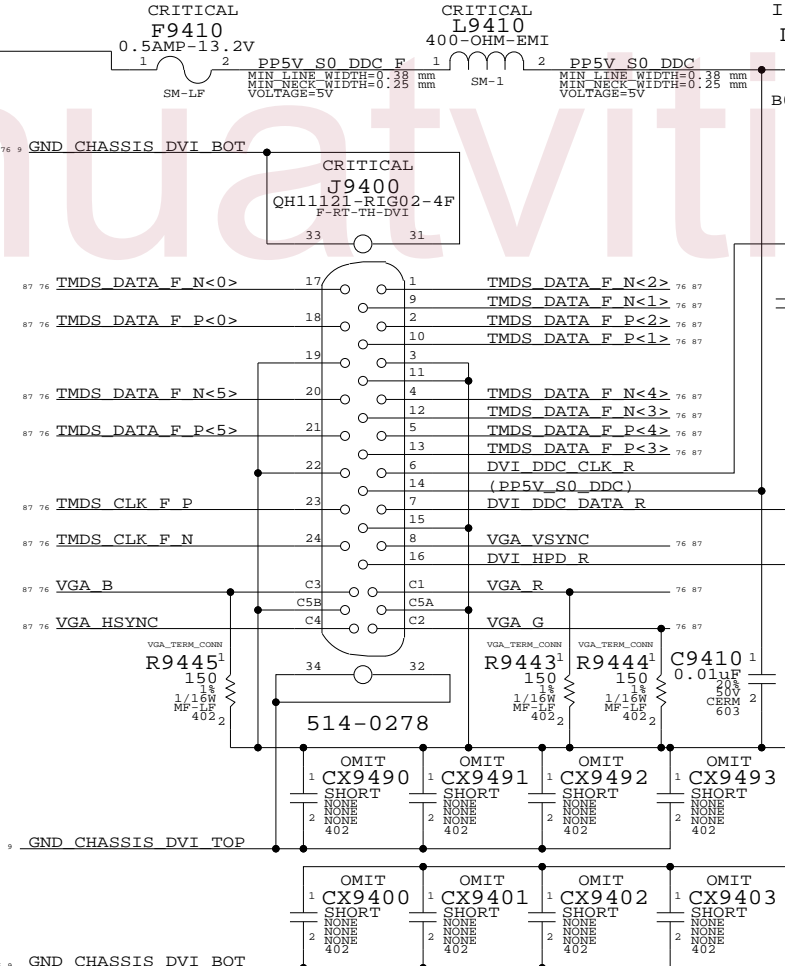 CRITICAL
F9410
0.5AMP-13.2V
1 2
SM-LF
PP5V_S0_DDC_F
MIN_LINE_WIDTH=0.38 mm
MIN_NECK_WIDTH=0.25 mm
VOLTAGE=5V
CRITICAL
L9410
400-OHM-EMI
1 2
SM-1
PP5V_S0_DDC
MIN_LINE_WIDTH=0.38 mm
MIN_NECK_WIDTH=0.25 mm
VOLTAGE=5V
nuatviti
76 9 GND_CHASSIS_DVI_BOT
CRITICAL
J9400
QH11121-RIG02-4F
F-RT-TH-DVI
33 31
87 76 TMDS_DATA_F_N<0> 17 1 TMDS_DATA_F_N<2> 76 87
9 TMDS_DATA_F_N<1> 76 87
87 76 TMDS_DATA_F_P<0> 18 2 TMDS_DATA_F_P<2> 76 87
10 TMDS_DATA_F_P<1> 76 87
19 3
11
87 76 TMDS_DATA_F_N<5> 20 4 TMDS_DATA_F_N<4> 76 87
12 TMDS_DATA_F_N<3> 76 87
87 76 TMDS_DATA_F_P<5> 21 5 TMDS_DATA_F_P<4> 76 87
13 TMDS_DATA_F_P<3> 76 87
22 6 DVI_DDC_CLK_R
14 (PP5V_S0_DDC)
87 76 TMDS_CLK_F_P 23 7 DVI_DDC_DATA_R
15
87 76 TMDS_CLK_F_N 24 8 VGA_VSYNC 76 87
16 DVI_HPD_R
87 76 VGA_B C3 C1 VGA_R 76 87
C5B C5A
87 76 VGA_HSYNC C4 C2 VGA_G 76 87
VGA_TERM_CONN
R9445 1
150
1%
1/16W
MF-LF
402 2
34 32
514-0278
VGA_TERM_CONN
R9443 1
150
1%
1/16W
MF-LF
402 2
VGA_TERM_CONN
R9444 1
150
1%
1/16W
MF-LF
402 2
C9410 1
0.01uF
20%
50V
CERM 2
603
OMIT
1 CX9490
SHORT
NONE
2 NONE
NONE
402
OMIT
1 CX9491
SHORT
NONE
2 NONE
NONE
402
OMIT
1 CX9492
SHORT
NONE
2 NONE
NONE
402
OMIT
1 CX9493
SHORT
NONE
2 NONE
NONE
402
9 GND_CHASSIS_DVI_TOP
OMIT
1 CX9400
SHORT
NONE
2 NONE
NONE
402
OMIT
1 CX9401
SHORT
NONE
2 NONE
NONE
402
OMIT
1 CX9402
SHORT
NONE
2 NONE
NONE
402
OMIT
1 CX9403
SHORT
NONE
2 NONE
NONE
402
GND_CHASSIS_DVI_BOT